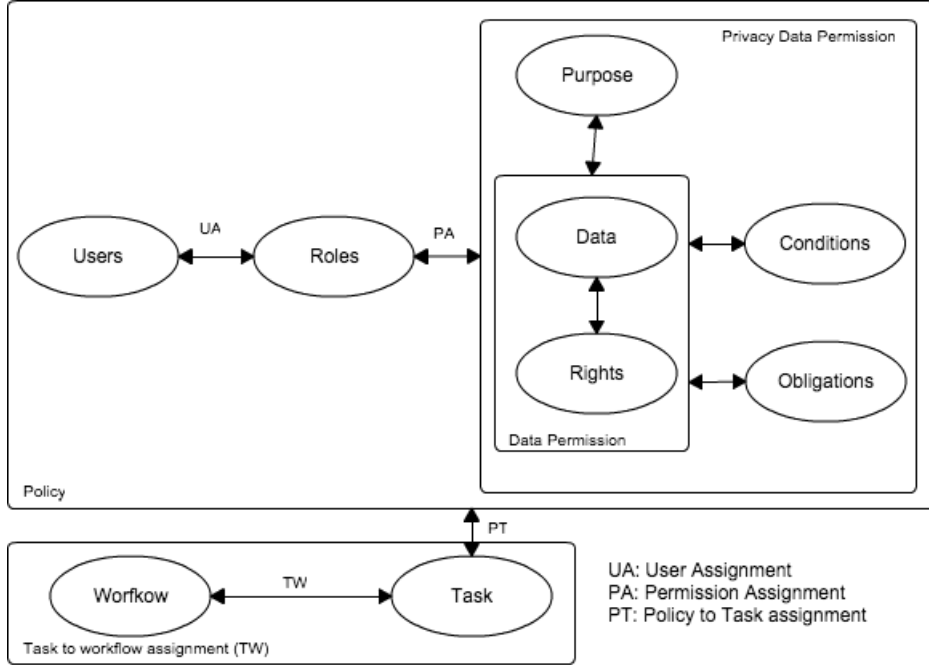 Privacy Data Permission
Purpose
UA
PA
Data
Users
Roles
Conditions
Rights
Obligations
Data Permission
Policy
PT
TW
Worfkow
Task
Task to workflow assignment (TW)
UA: User Assignment
PA: Permission Assignment
PT: Policy to Task assignment